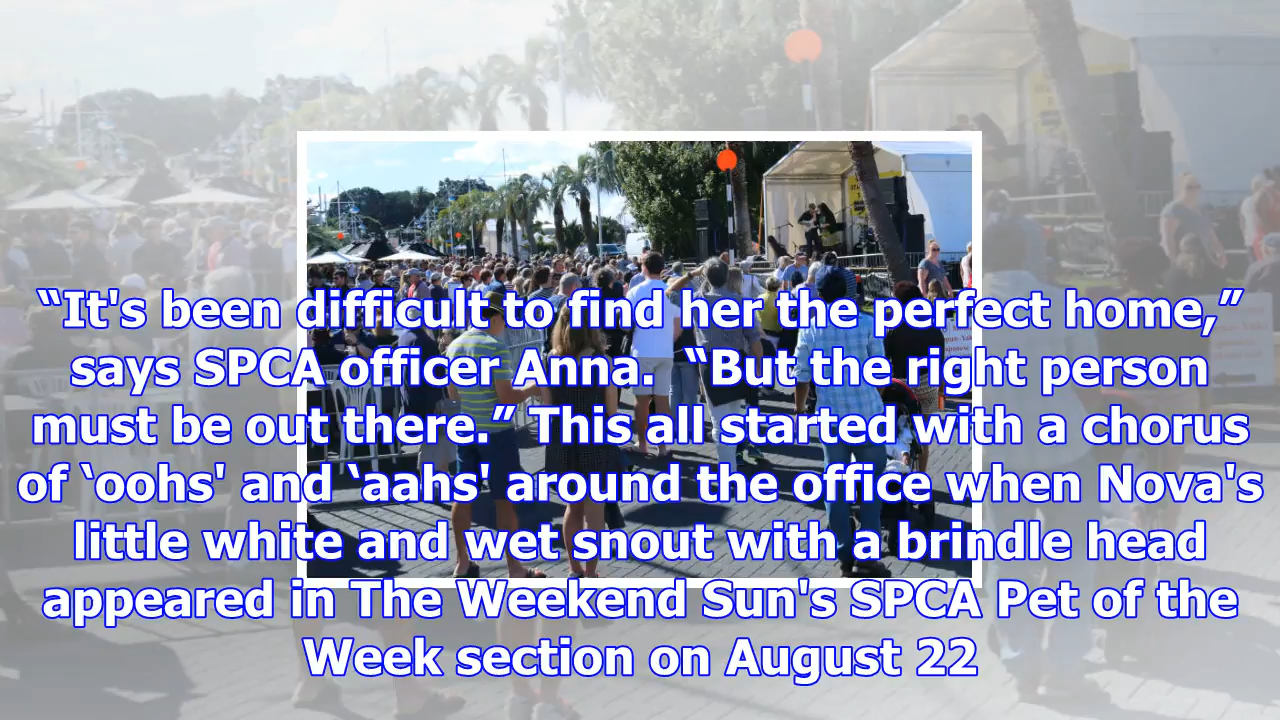 “It's been difficult to find her the perfect home,”
says SPCA officer Anna.  “But the right person
must be out there.” This all started with a chorus
of ‘oohs' and ‘aahs' around the office when Nova's
little white and wet snout with a brindle head
appeared in The Weekend Sun's SPCA Pet of the
Week section on August 22